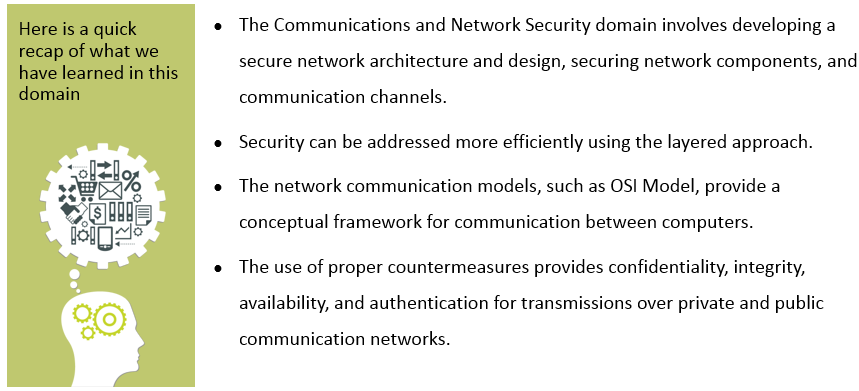 Here is a quick
recap of what we
have learned in this
domain
● The Communications and Network Security domain involves developing a
secure network architecture and design, securing network components, and
communication channels.
● Security can be addressed more efficiently using the layered approach.
● The network communication models, such as OSI Model, provide a
conceptual framework for communication between computers.
● The use of proper countermeasures provides confidentiality, integrity,
availability, and authentication for transmissions over private and public
communication networks.